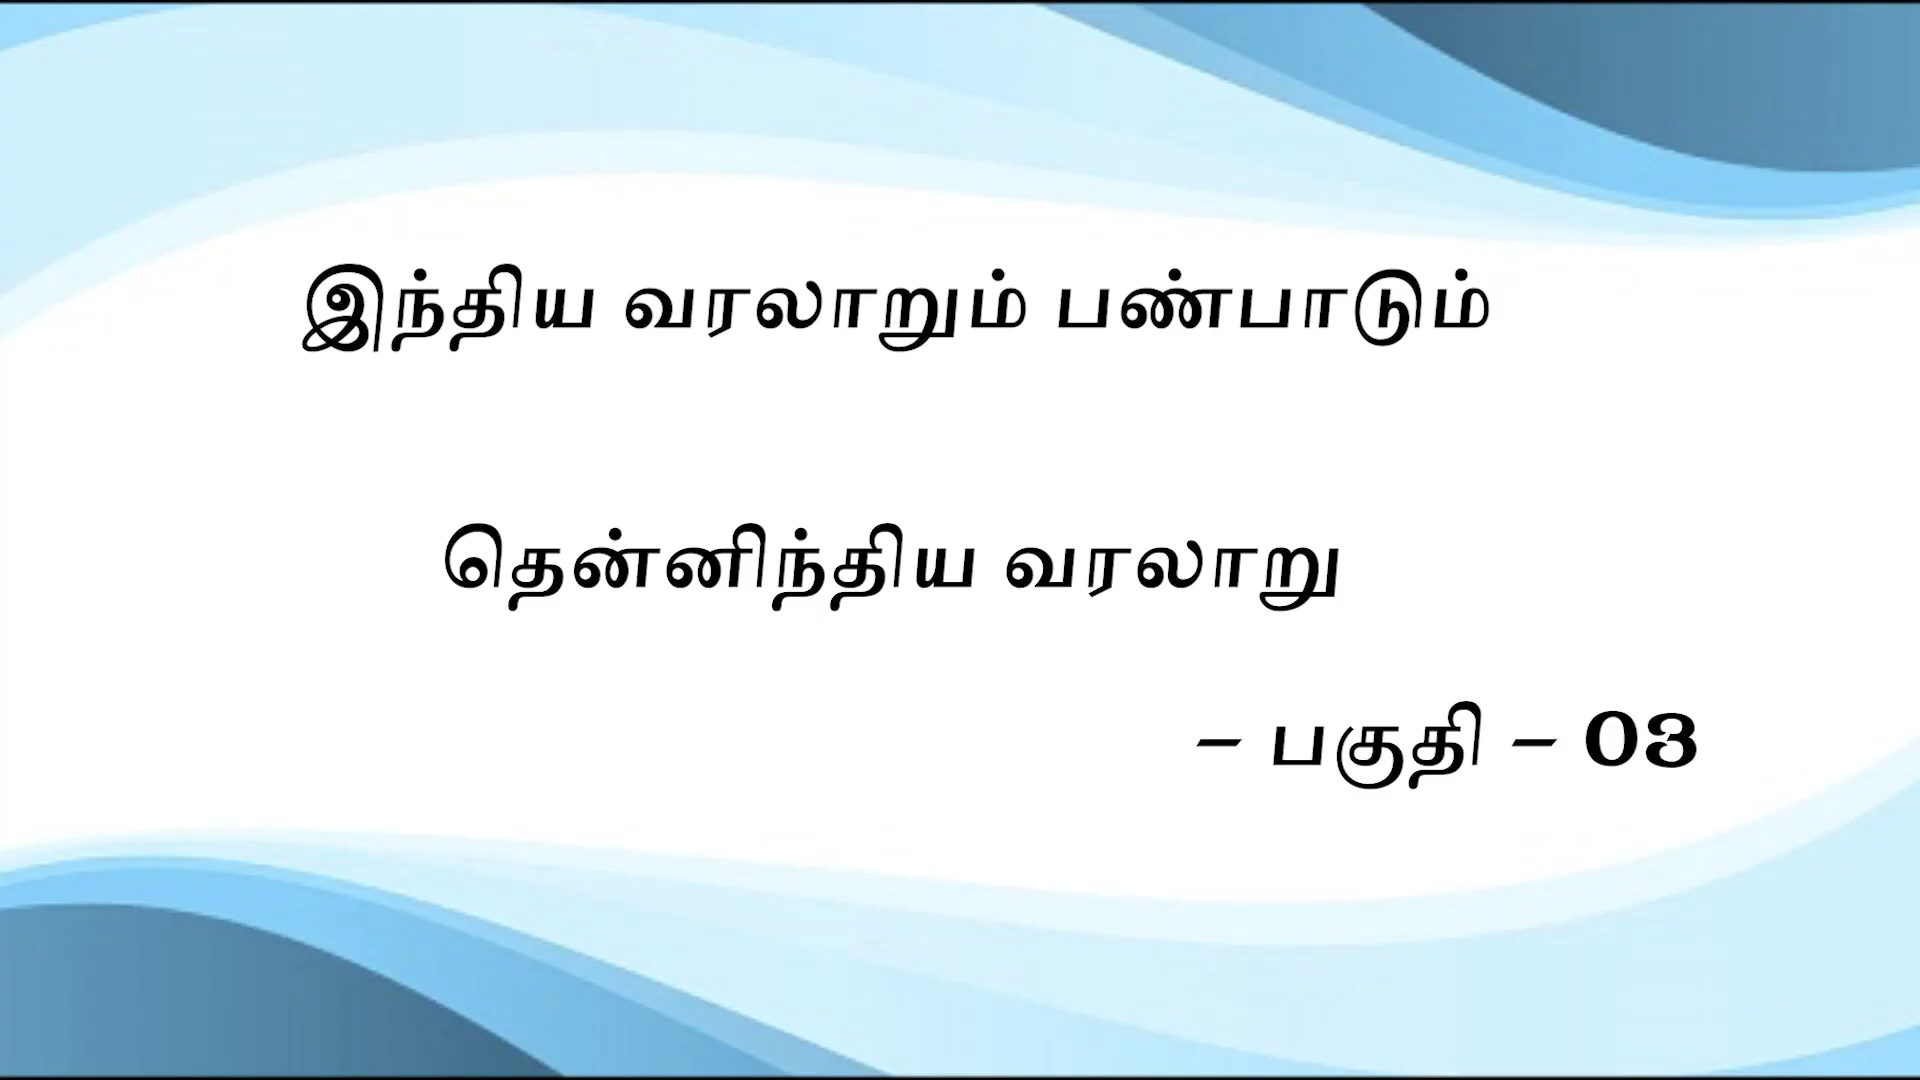 இந்திய வரலாறும் பண்பாடும்
தென்னிந்திய வரலாறு
– பகுதி – 03